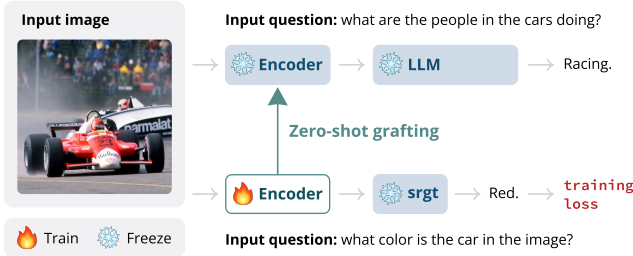 Input image
Input question: what are the people in the cars doing?
Encoder
LLM
Racing.
parmalat
Zero-shot grafting
Encoder
srgt
Red.
training
loss
Train
Freeze
Input question: what color is the car in the image?